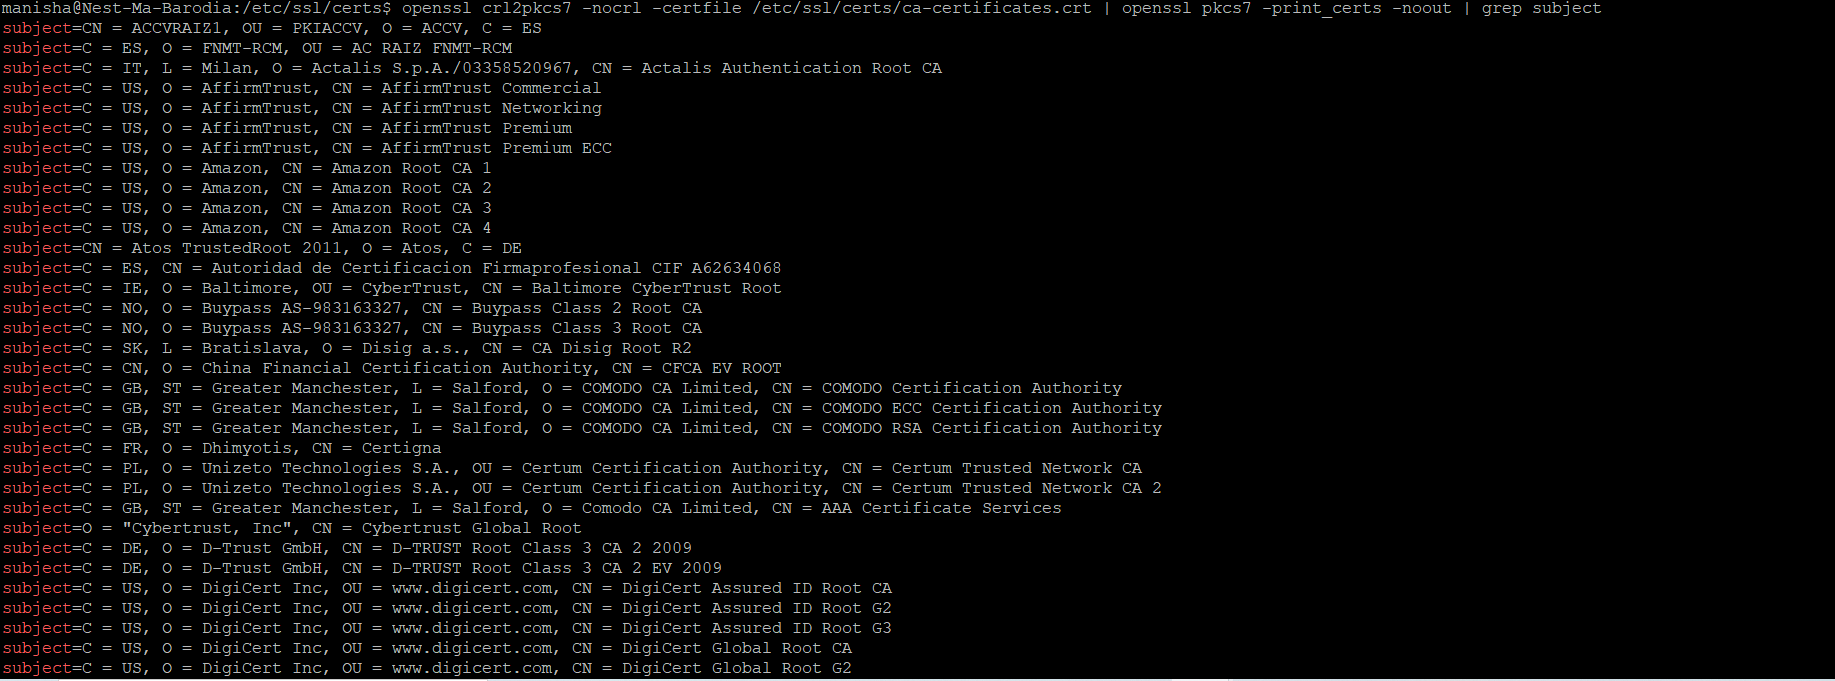 manisha@Nest-Ma-Barodia:/etc/ssl/certs$ openssl crl2pkcs7 -nocrl -certfile /etc/ssl/certs/ca-certificates.crt | openssl pkcs7 -print_certs -noout | grep subject
subject=CN = ACCVRAIZ1, OU = PKIACCV, O = ACCV, C = ES
subject=C = ES, O = FNMT-RCM, OU = AC RAIZ FNMT-RCM
subject=C = IT, L = Milan, O = Actalis S.p.A./03358520967, CN = Actalis Authentication Root CA
subject=C = US, O = AffirmTrust, CN = AffirmTrust Commercial
subject=C = US, O = AffirmTrust, CN = AffirmTrust Networking
subject=C = US, O = AffirmTrust, CN = AffirmTrust Premium
subject=C = US, O = AffirmTrust, CN = AffirmTrust Premium ECC
subject=C = US, O = Amazon, CN = Amazon Root CA 1
subject=C = US, O = Amazon, CN = Amazon Root CA 2
subject=C = US, O = Amazon, CN = Amazon Root CA 3
subject=C = US, O = Amazon, CN = Amazon Root CA 4
subject=CN = Atos TrustedRoot 2011, O = Atos, C = DE
subject=C = ES, CN = Autoridad de Certificacion Firmaprofesional CIF A62634068
subject=C = IE, O = Baltimore, OU = CyberTrust, CN = Baltimore CyberTrust Root
subject=C = NO, O = Buypass AS-983163327, CN = Buypass Class 2 Root CA
subject=C = NO, O = Buypass AS-983163327, CN = Buypass Class 3 Root CA
subject=C = SK, L = Bratislava, O = Disig a.s., CN = CA Disig Root R2
subject=C = CN, O = China Financial Certification Authority, CN = CFCA EV ROOT
subject=C = GB, ST = Greater Manchester, L = Salford, O = COMODO CA Limited, CN = COMODO Certification Authority
subject=C = GB, ST = Greater Manchester, L = Salford, O = COMODO CA Limited, CN = COMODO ECC Certification Authority
subject=C = GB, ST = Greater Manchester, L = Salford, O = COMODO CA Limited, CN = COMODO RSA Certification Authority
subject=C = FR, O = Dhimyotis, CN = Certigna
subject=C = PL, O = Unizeto Technologies S.A., OU = Certum Certification Authority, CN = Certum Trusted Network CA
subject=C = PL, O = Unizeto Technologies S.A., OU = Certum Certification Authority, CN = Certum Trusted Network CA 2
subject=C = GB, ST = Greater Manchester, L = Salford, O = Comodo CA Limited, CN = AAA Certificate Services
subject=O = "Cybertrust, Inc", CN = Cybertrust Global Root
subject=C = DE, O = D-Trust GmbH, CN = D-TRUST Root Class 3 CA 2 2009
subject=C = DE, O = D-Trust GmbH, CN = D-TRUST Root Class 3 CA 2 EV 2009
subject=C = US, O = DigiCert Inc, OU = www.digicert.com, CN = DigiCert Assured ID Root CA
subject=C = US, O = DigiCert Inc, OU = www.digicert.com, CN = DigiCert Assured ID Root G2
subject=C = US, O = DigiCert Inc, OU = www.digicert.com, CN = DigiCert Assured ID Root G3
subject=C = US, O = DigiCert Inc, OU = www.digicert.com, CN = DigiCert Global Root CA
subject=C = US, O = DigiCert Inc, OU = www.digicert.com, CN = DigiCert Global Root G2